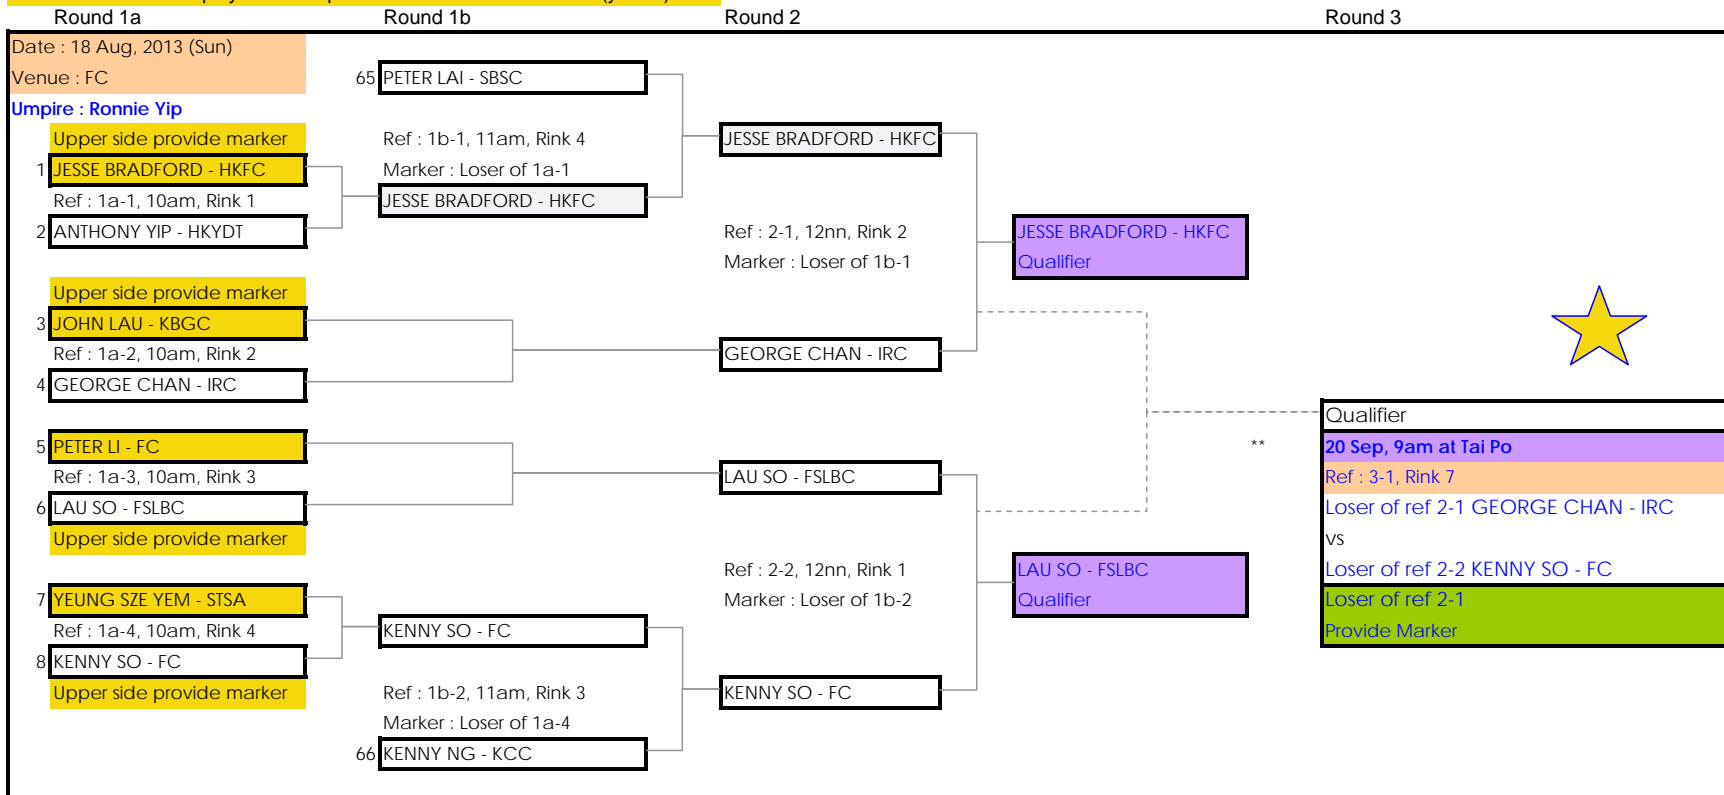 Round 1a
Round 1b
Round 2
Round 3
Date : 18 Aug, 2013 (Sun)
Venue : FC
Umpire : Ronnie Yip
Upper side provide marker
1 JESSE BRADFORD - HKFC
Ref : 1a-1, 10am, Rink 1
2 ANTHONY YIP - HKYDT
Upper side provide marker
3 JOHN LAU - KBGC
Ref : 1a-2, 10am, Rink 2
4 GEORGE CHAN - IRC
5 PETER LI - FC
Ref : 1a-3, 10am, Rink 3
6 LAU SO - FSLBC
Upper side provide marker
7 YEUNG SZE YEM - STSA
Ref : 1a-4, 10am, Rink 4
8 KENNY SO - FC
Upper side provide marker
65 PETER LAI - SBSC
Ref : 1b-1, 11am, Rink 4
Marker : Loser of 1a-1
JESSE BRADFORD - HKFC
KENNY SO - FC
Ref : 1b-2, 11am, Rink 3
Marker : Loser of 1a-4
66 KENNY NG - KCC
JESSE BRADFORD - HKFC
Ref : 2-1, 12nn, Rink 2
Marker : Loser of 1b-1
GEORGE CHAN - IRC
LAU SO - FSLBC
Ref : 2-2, 12nn, Rink 1
Marker : Loser of 1b-2
KENNY SO - FC
JESSE BRADFORD - HKFC
Qualifier
LAU SO - FSLBC
Qualifier
**
Qualifier
20 Sep, 9am at Tai Po
Ref : 3-1, Rink 7
Loser of ref 2-1 GEORGE CHAN - IRC
vs
Loser of ref 2-2 KENNY SO - FC
Loser of ref 2-1
Provide Marker